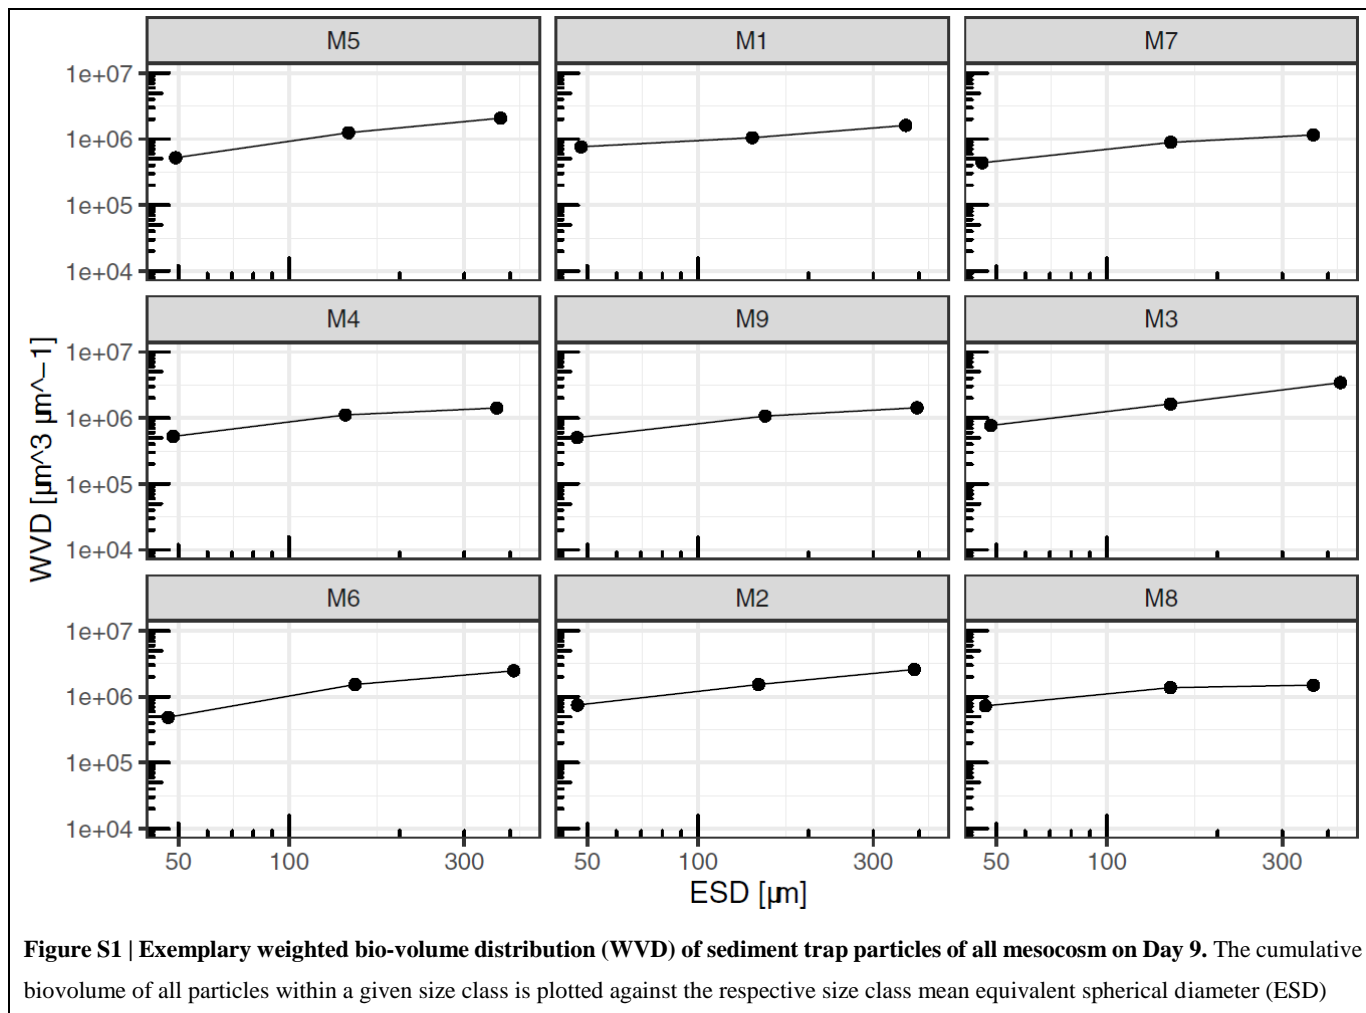 M5 M1 M7
1e+07
1e+06
1e+05
1e+04
M4 M9 M3
1e+07
1e+06
1e+05
1e+04
WVD [µm^3 µm^−1]
M6 M2 M8
1e+07
1e+06
1e+05
1e+04
50 100 300 50 100 300 50 100 300
ESD [µm]
Figure S1 | Exemplary weighted bio-volume distribution (WVD) of sediment trap particles of all mesocosm on Day 9. The cumulative
biovolume of all particles within a given size class is plotted against the respective size class mean equivalent spherical diameter (ESD)